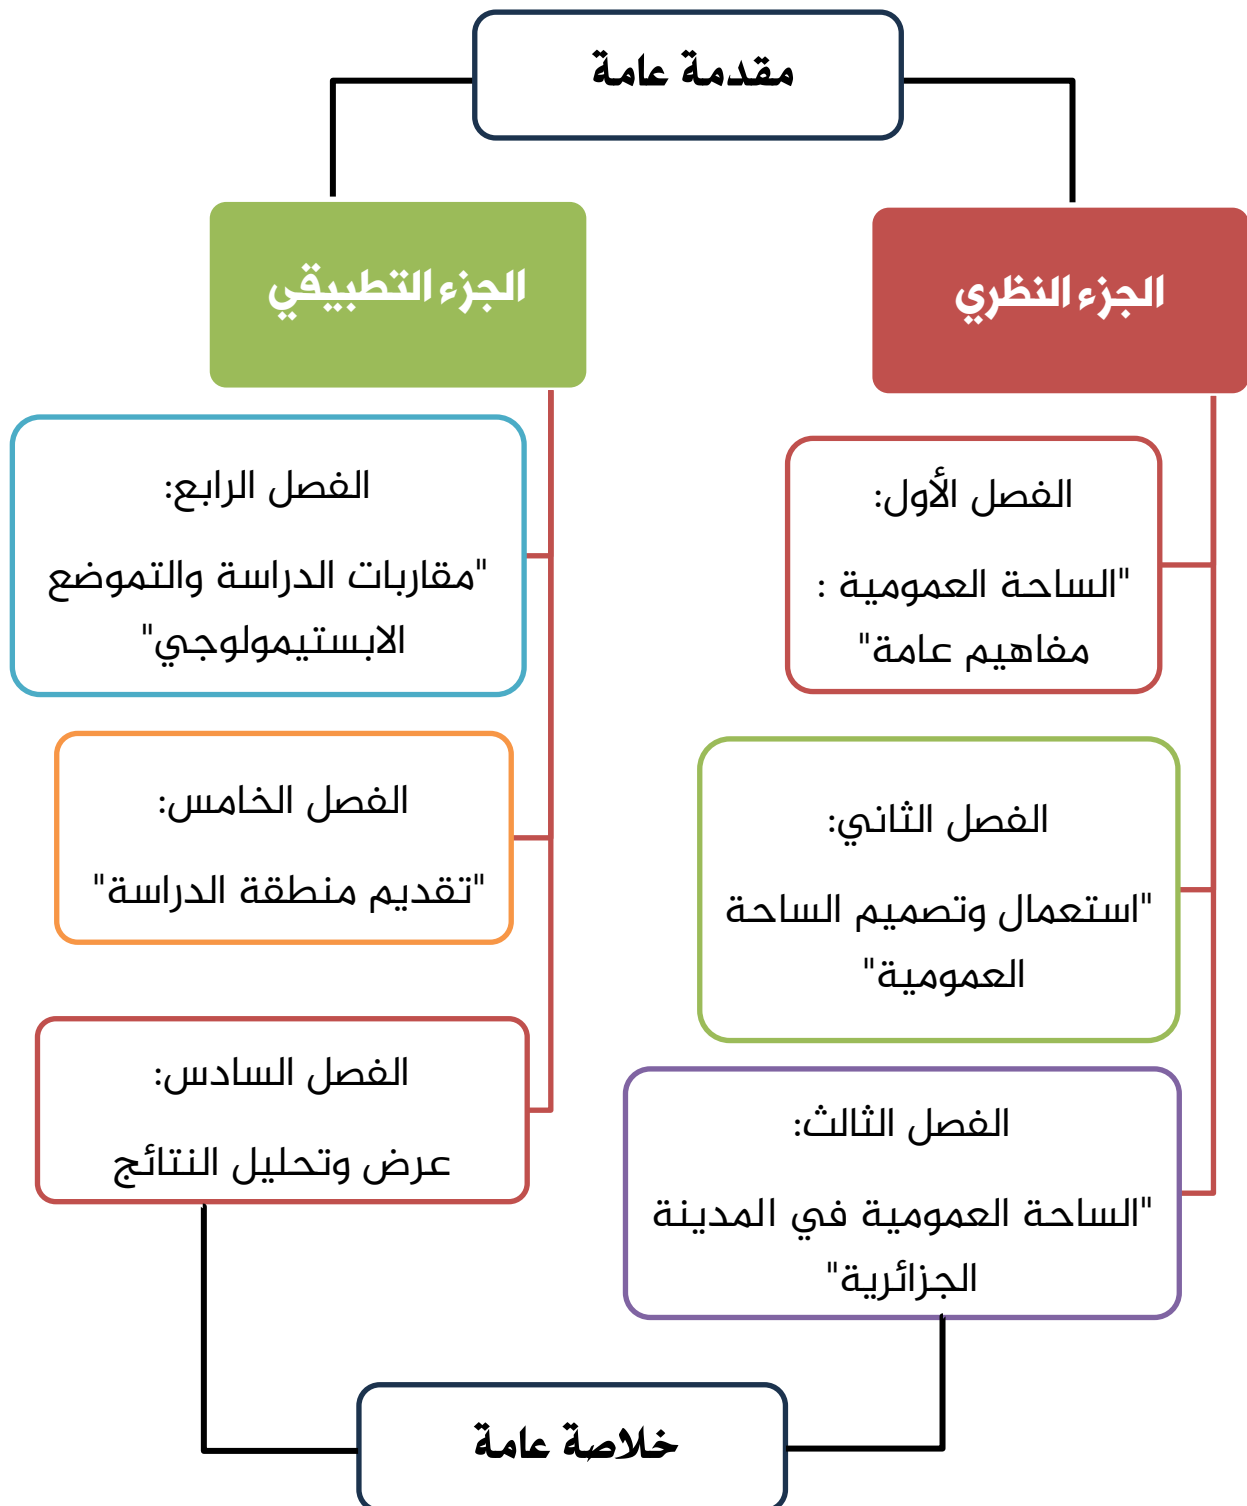 مقدمة عامة
الجزء النظري
الفصل الأول:
"الساحة العمومية :
مفاهيم عامة"
الفصل الثاني:
"استعمال وتصميم الساحة
العمومية"
الفصل الثالث:
"الساحة العمومية في المدينة
الجزائرية"
الجزء التطبيقي
الفصل الرابع:
"مقاربات الدراسة والتموضع
الابستيمولوجي"
الفصل الخامس:
"تقديم منطقة الدراسة"
الفصل السادس:
عرض وتحليل النتائج
خلاصة عامة